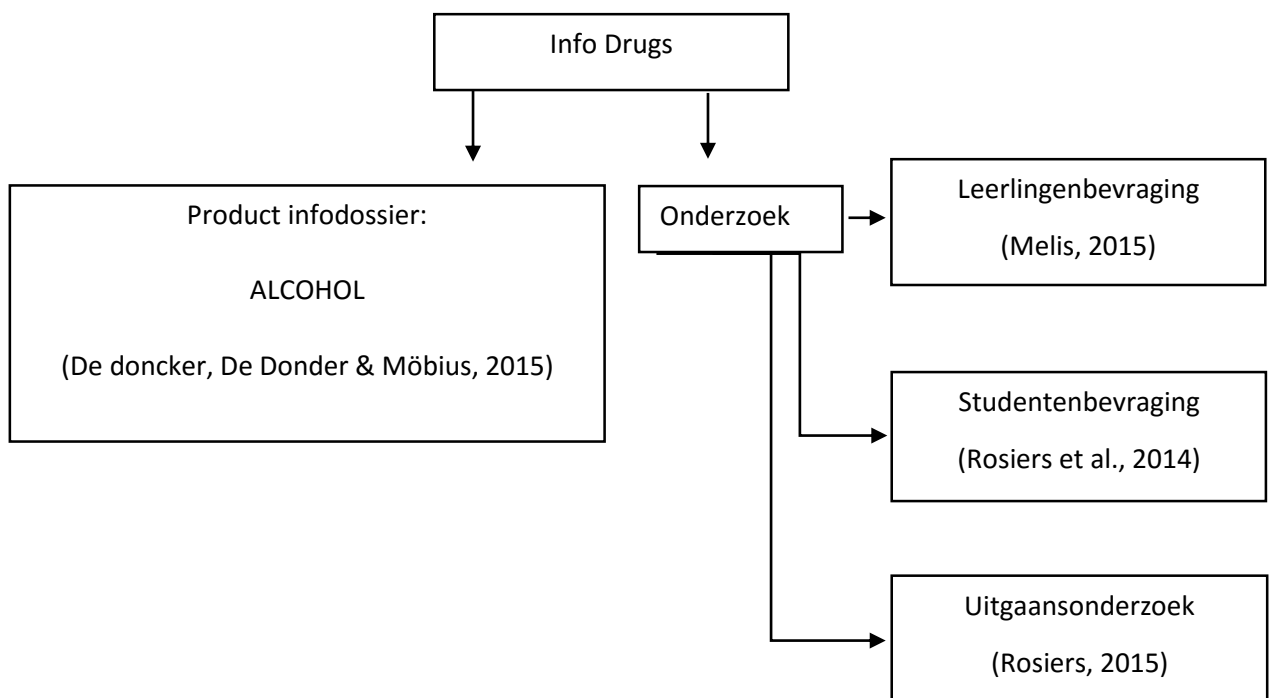 Info Drugs
Product infodossier:
ALCOHOL
(De doncker, De Donder & Möbius, 2015)
Onderzoek
Leerlingenbevraging
(Melis, 2015)
Studentenbevraging
(Rosiers et al., 2014)
Uitgaansonderzoek
(Rosiers, 2015)